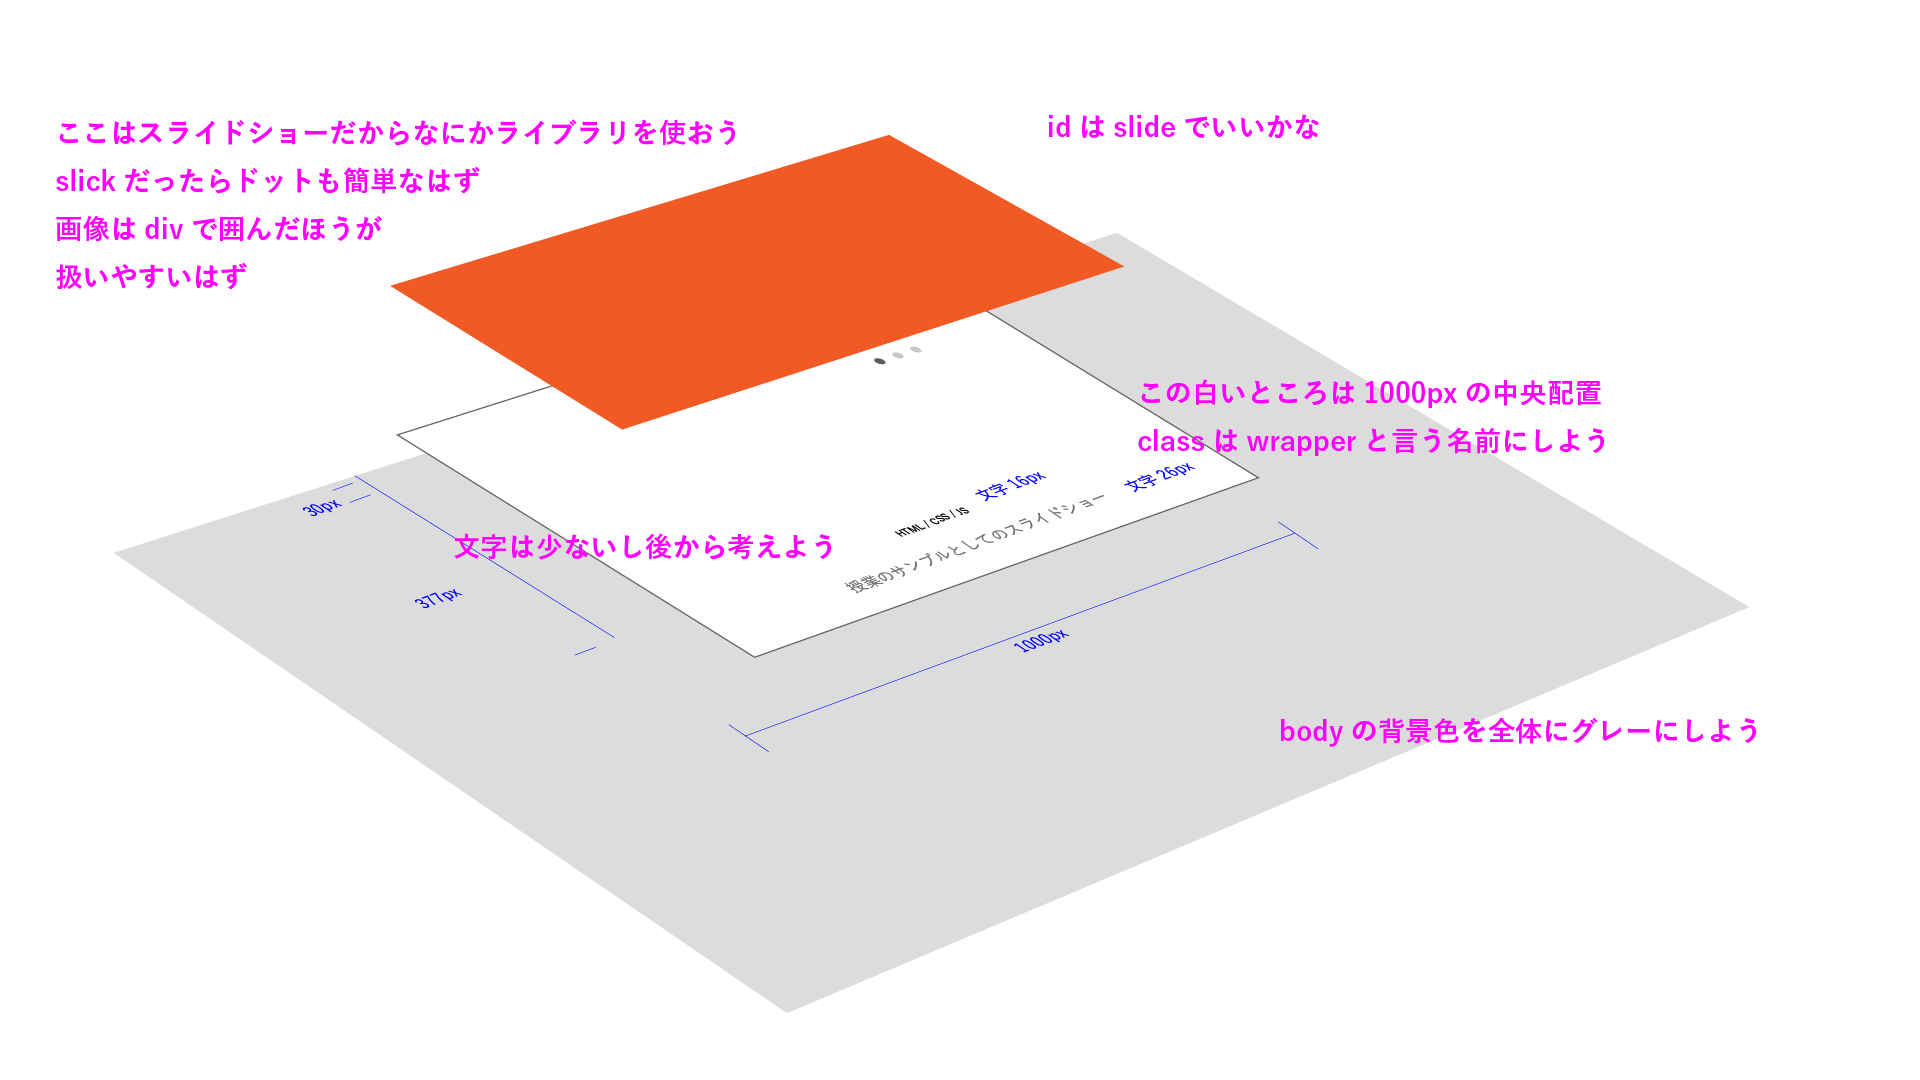 ここはスライドショーだからなにかライブラリを使おう
slick だったらドットも簡単なはず
画像は div で囲んだほうが
扱いやすいはず
id は slide でいいかな
この白いところは 1000px の中央配置
class は wrapper と言う名前にしよう
文字 16px
文字 26px
HTML / CSS / JS
授業のサンプルとしてのスライドショー
30px
文字は少ないし後から考えよう
377px
1000px
body の背景色を全体にグレーにしよう